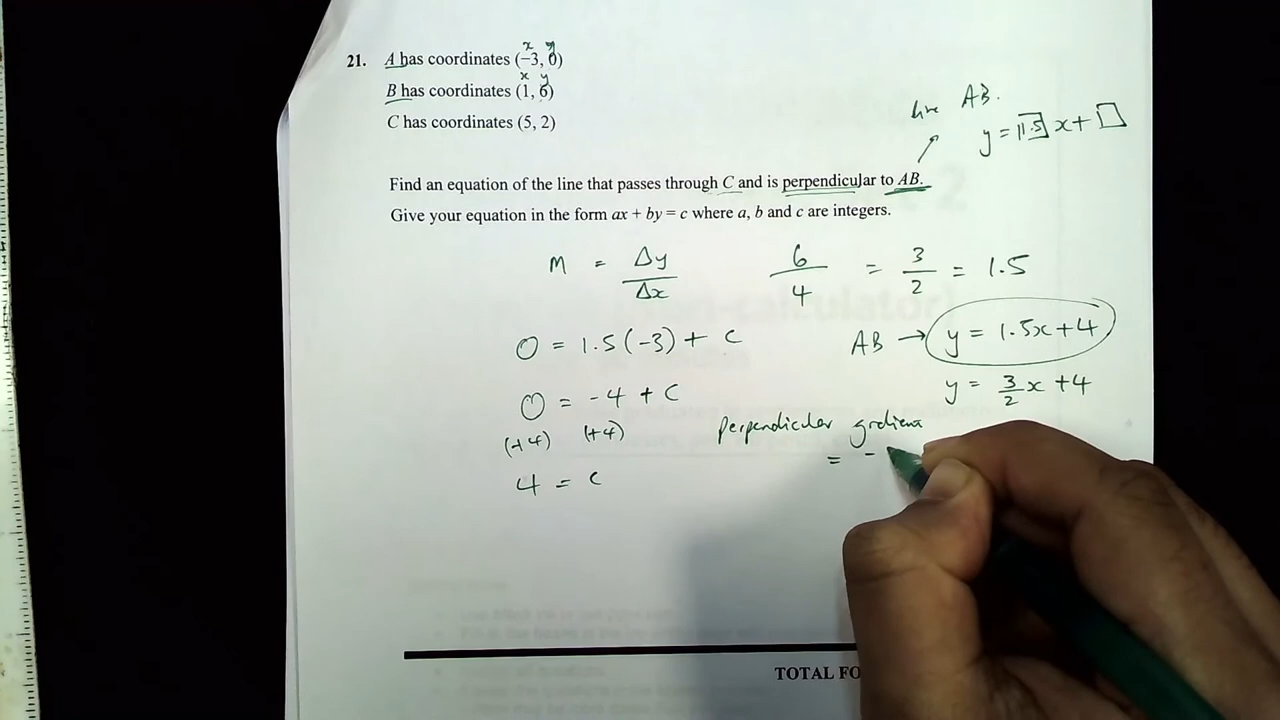 x y
21. A has coordinates (−3, 0)
x y
B has coordinates (1, 6)
C has coordinates (5, 2)
line AB.
y = 1.5 x +
Find an equation of the line that passes through C and is perpendicular to AB.
Give your equation in the form ax + by = c where a, b and c are integers.
M = Δy/Δx 6/4 = 3/2 = 1.5
0 = 1.5(-3) + c
AB → y = 1.5x+4
0 = -4 + c
y = 3/2 x +4
(+4) (+4)
perpendicular
= -
4 = c
TOTAL FO